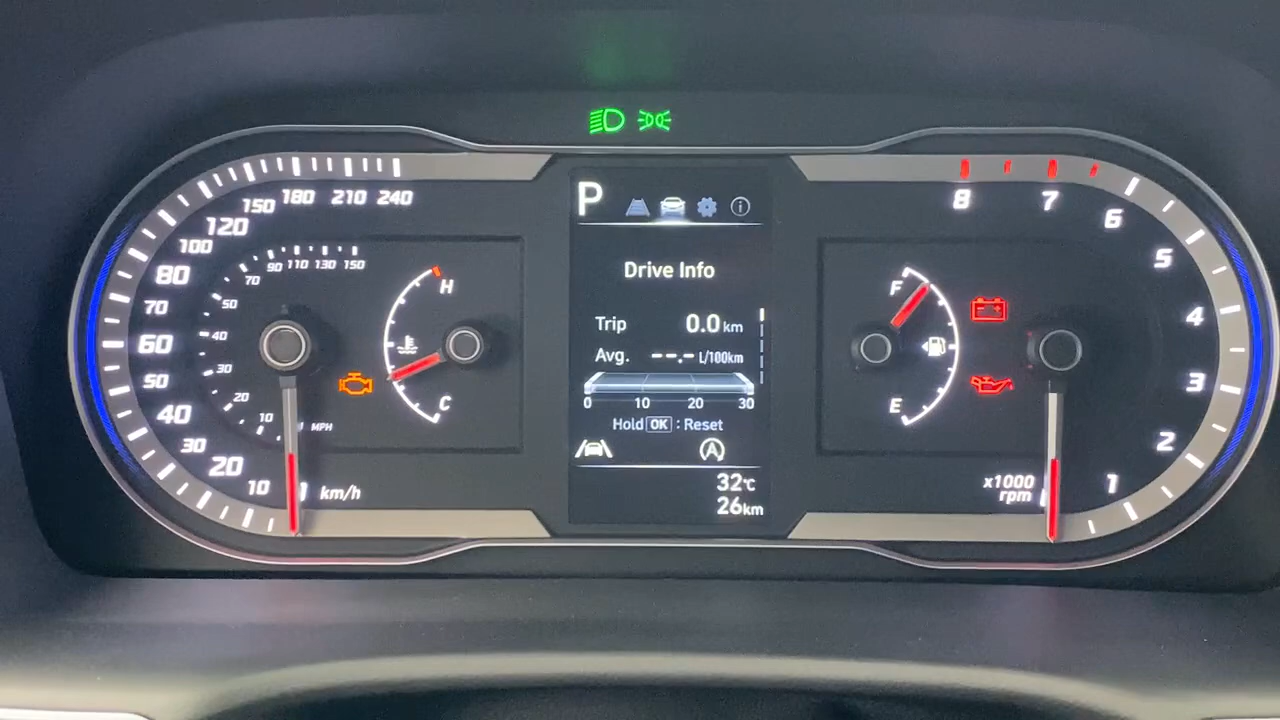 P
Drive Info
Trip 0.0 km
Avg. --.- L/100km
0 10 20 30
Hold OK : Reset
32℃
26km
10 20 30 40 50 60 70 80 100 120 150 180 210 240
km/h
10 20 30 40 50 70 90 110 130 150
MPH
H
C
F
E
1 2 3 4 5 6 7 8
x1000
rpm